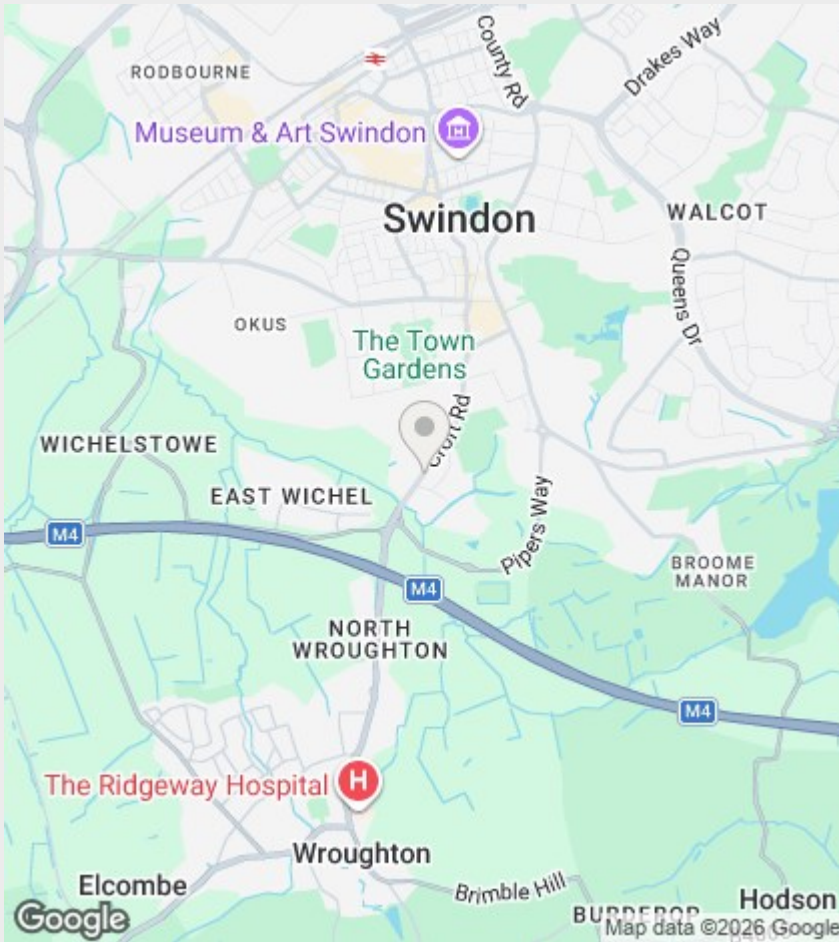 County Rd
Drakes Way
RODBOURNE
Museum & Art Swindon
Swindon
WALCOT
Queens Dr
OKUS
The Town
Gardens
Croft Rd
WICHELSTOWE
EAST WICHEL
Pipers Way
M4
BROOME
MANOR
M4
NORTH
WROUGHTON
M4
The Ridgeway Hospital
H
Wroughton
Elcombe
Brimble Hill
Hodson
BURDEROP
Google
Map data ©2026 Google